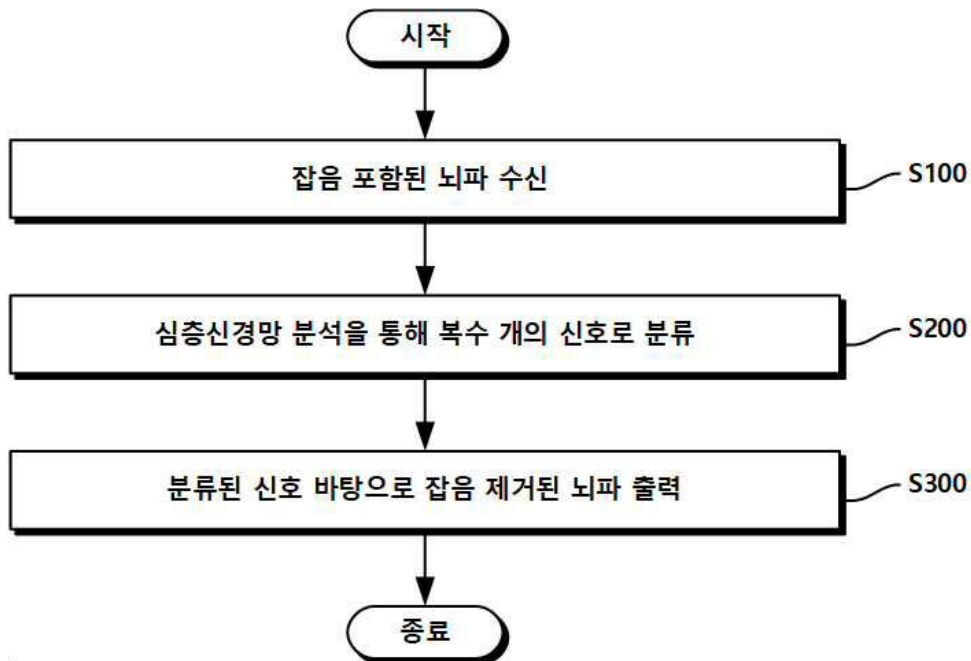 시작
잡음 포함된 뇌파 수신
S100
심층신경망 분석을 통해 복수 개의 신호로 분류
S200
분류된 신호 바탕으로 잡음 제거된 뇌파 출력
S300
종료